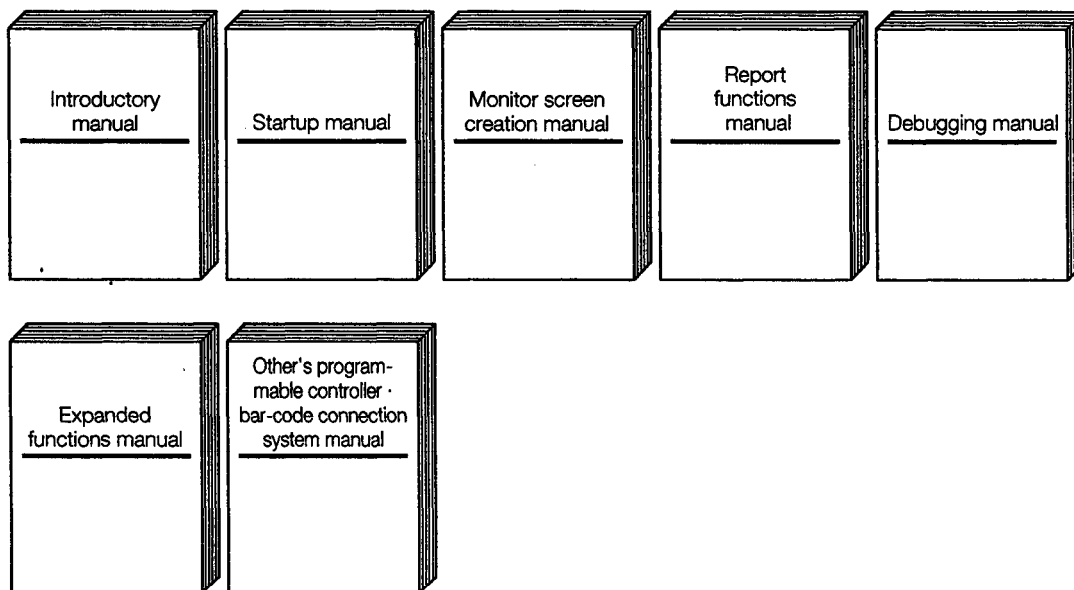 Introductory
manual
Startup manual
Monitor screen
creation manual
Report
functions
manual
Debugging manual
Expanded
functions manual
Other's program-
mable controller ·
bar-code connection
system manual